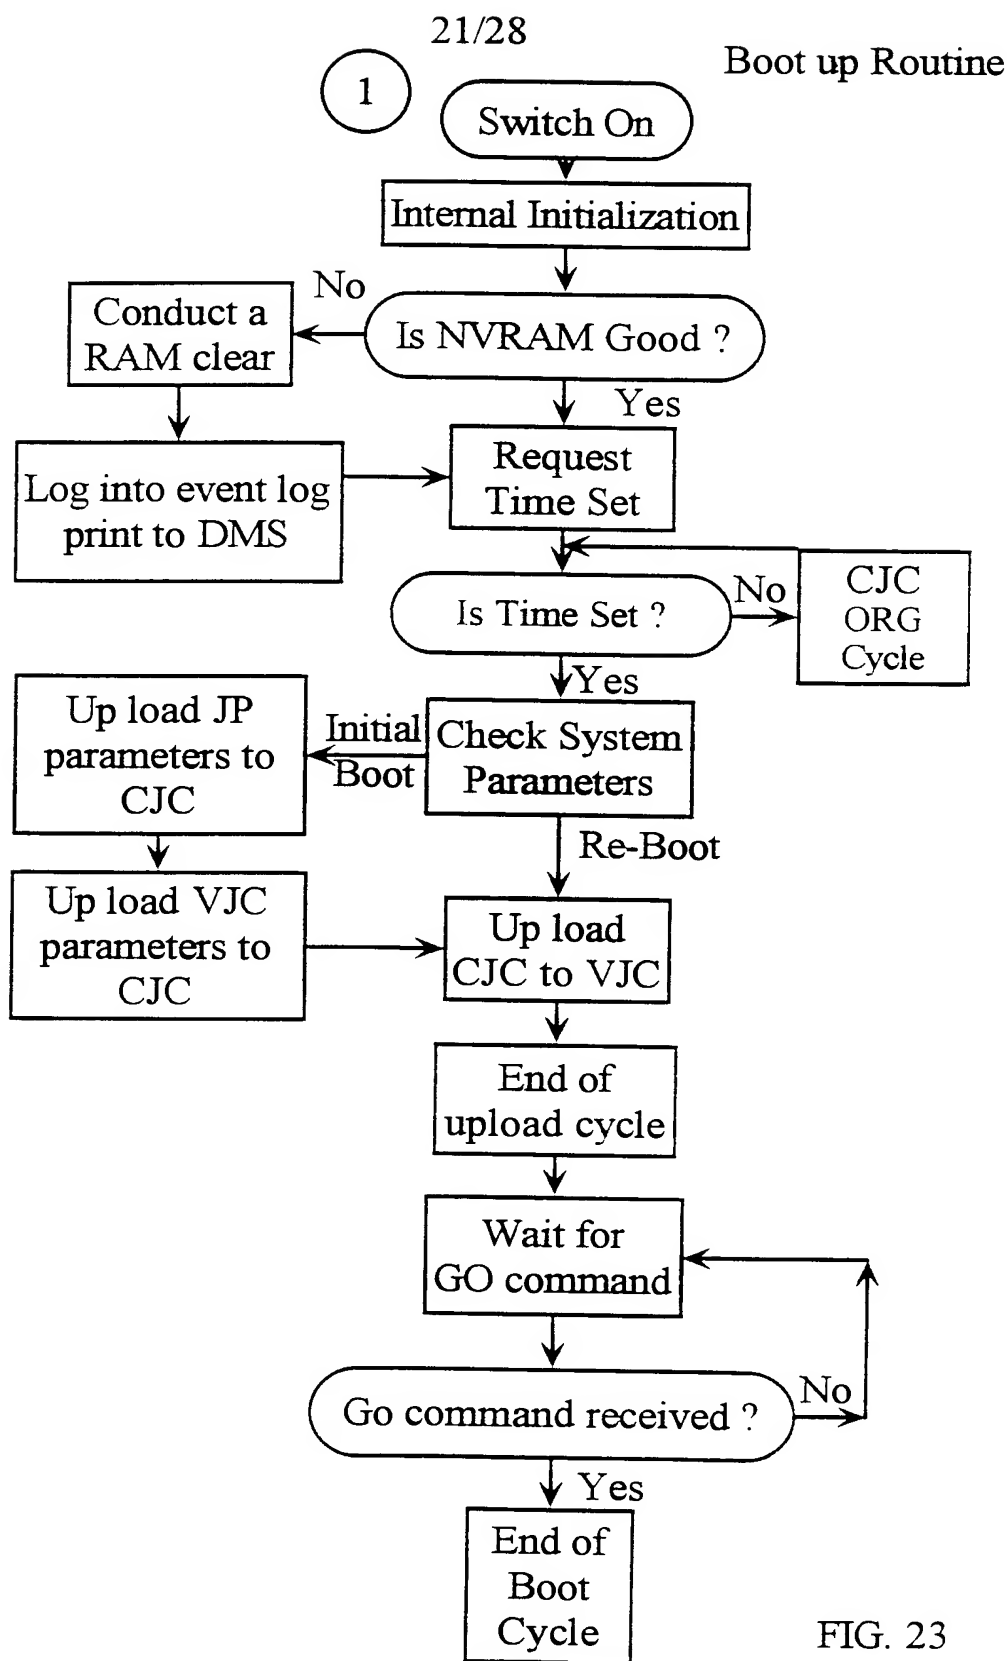 21/28
Boot up Routine
1
Switch On
Internal Initialization
No
Conduct a
RAM clear
Is NVRAM Good ?
Yes
Request
Time Set
Log into event log
print to DMS
Is Time Set ?
No
CJC
ORG
Cycle
Yes
Up load JP
parameters to
CJC
Initial
Boot
Check System
Parameters
Re-Boot
Up load VJC
parameters to
CJC
Up load
CJC to VJC
End of
upload cycle
Wait for
GO command
Go command received ?
No
Yes
End of
Boot
Cycle
FIG. 23